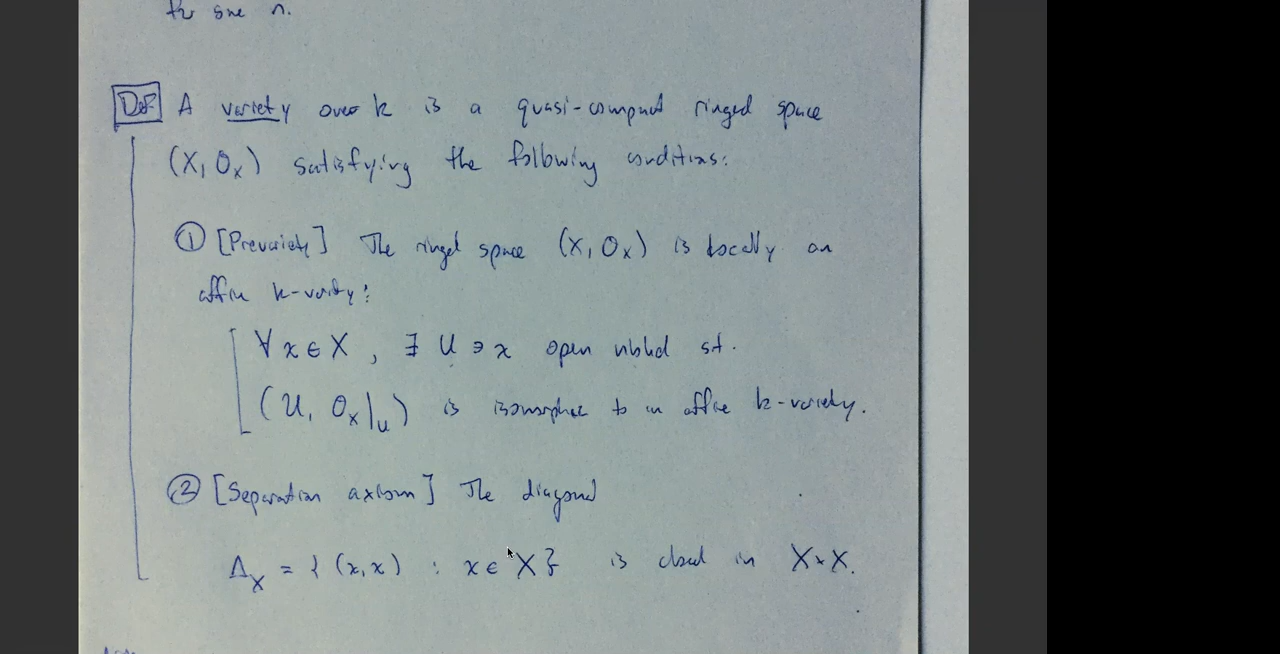 for some n.
Def A variety over k is a quasi-compact ringed space
(X, O_X) satisfying the following conditions:
① [Prevariety] The ringed space (X, O_X) is locally an
affine k-variety:
∀ x ∈ X, ∃ U ∋ x open nbhd s.t.
(U, O_X|_U) is isomorphic to an affine k-variety.
② [Separation axiom] The diagonal
Δ_X = { (x,x) : x ∈ X } is closed in X×X.